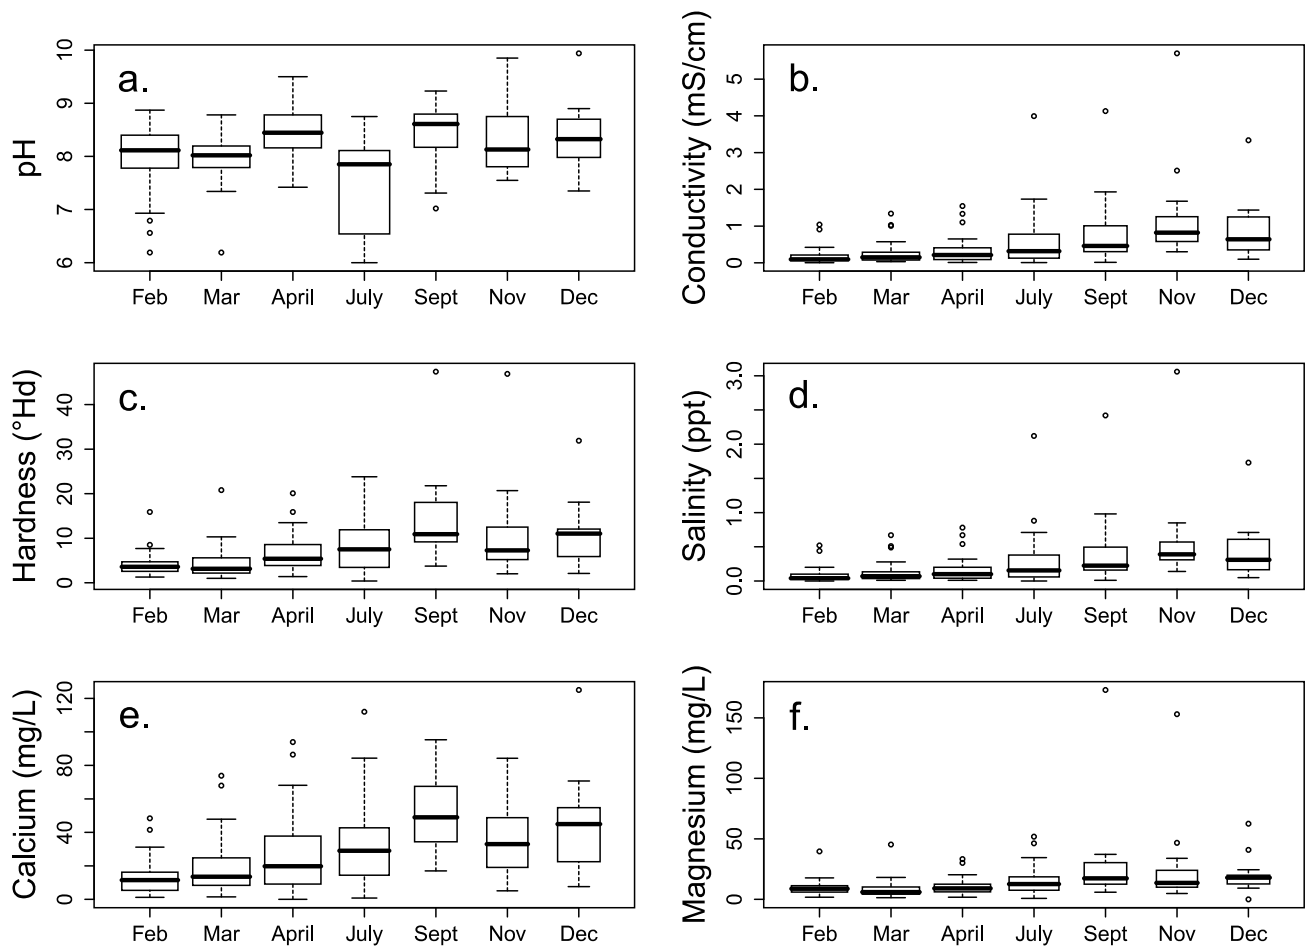 a.
pH
10
9
8
7
6
Feb Mar April July Sept Nov Dec
b.
Conductivity (mS/cm)
5
4
3
2
1
0
Feb Mar April July Sept Nov Dec
c.
Hardness (°Hd)
40
30
20
10
0
Feb Mar April July Sept Nov Dec
d.
Salinity (ppt)
3.0
2.0
1.0
0.0
Feb Mar April July Sept Nov Dec
e.
Calcium (mg/L)
120
80
40
0
Feb Mar April July Sept Nov Dec
f.
Magnesium (mg/L)
150
100
50
0
Feb Mar April July Sept Nov Dec